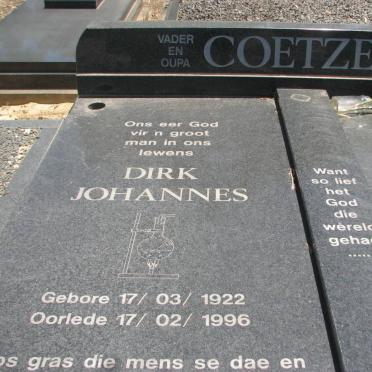 VADER
EN
OUPA
COETZE
Ons eer God
vir n groot
man in ons
lewens
DIRK
JOHANNES
Gebore 17/ 03/ 1922
Oorlede 17/ 02/ 1996
os gras die mens se dae en
Want
so lief
het
God
die
wêreld
gehad
.....